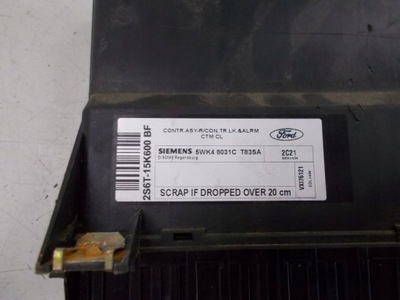 CONTR.ASY-R/CON.TR.LK.&ALRM
CTM CL
Ford
SIEMENS 5WK4 8031C T83SA
D-93049 Regensburg
2C21
2S6T-15K600 BF
SCRAP IF DROPPED OVER 20 cm